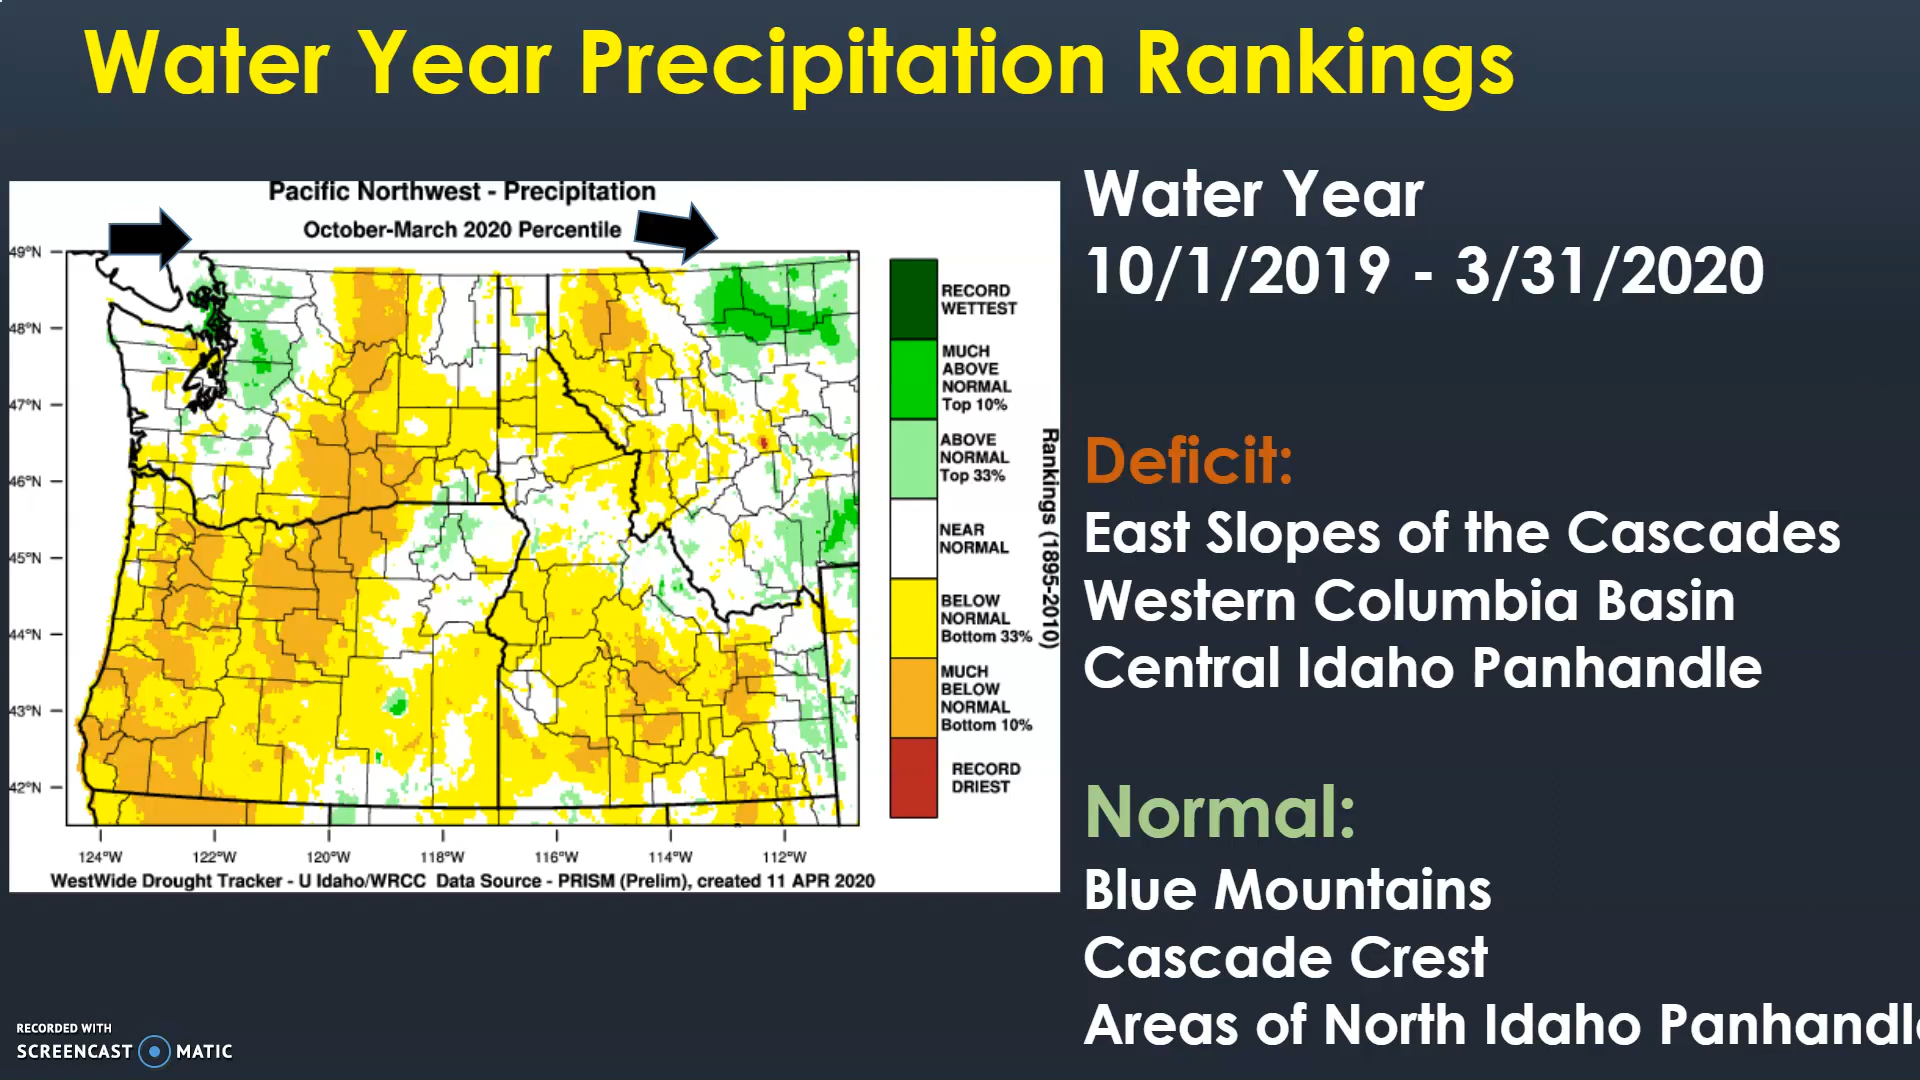 Water Year Precipitation Rankings
Pacific Northwest - Precipitation
October-March 2020 Percentile
49°N
48°N
47°N
46°N
45°N
44°N
43°N
42°N
124°W
122°W
120°W
118°W
116°W
114°W
112°W
WestWide Drought Tracker - U Idaho/WRCC Data Source - PRISM (Prelim), created 11 APR 2020
RECORD
WETTEST
MUCH
ABOVE
NORMAL
Top 10%
ABOVE
NORMAL
Top 33%
NEAR
NORMAL
BELOW
NORMAL
Bottom 33%
MUCH
BELOW
NORMAL
Bottom 10%
RECORD
DRIEST
Rankings (1895-2010)
Water Year
10/1/2019 - 3/31/2020
Deficit:
East Slopes of the Cascades
Western Columbia Basin
Central Idaho Panhandle
Normal:
Blue Mountains
Cascade Crest
Areas of North Idaho Panhandle
RECORDED WITH
SCREENCAST MATIC